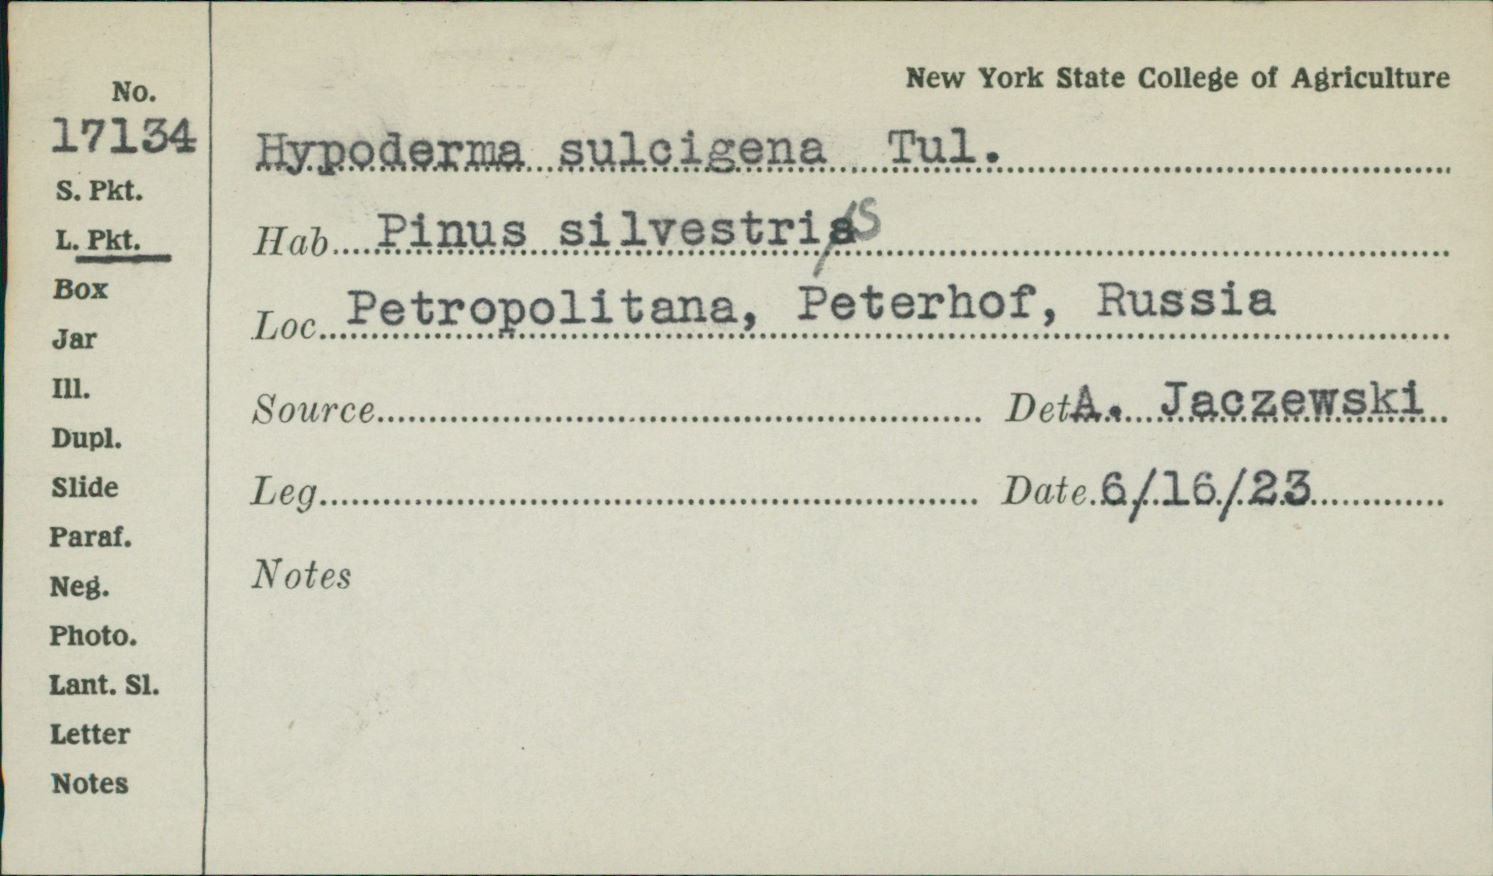 New York State College of Agriculture
No.
17134
S. Pkt.
L. Pkt.
Box
Jar
Ill.
Dupl.
Slide
Paraf.
Neg.
Photo.
Lant. Sl.
Letter
Notes
Hypoderma sulcigena Tul.
Hab. Pinus silvestris
Loc. Petropolitana, Peterhof, Russia
Source Det. A. Jaczewski
Leg. Date 6/16/23
Notes